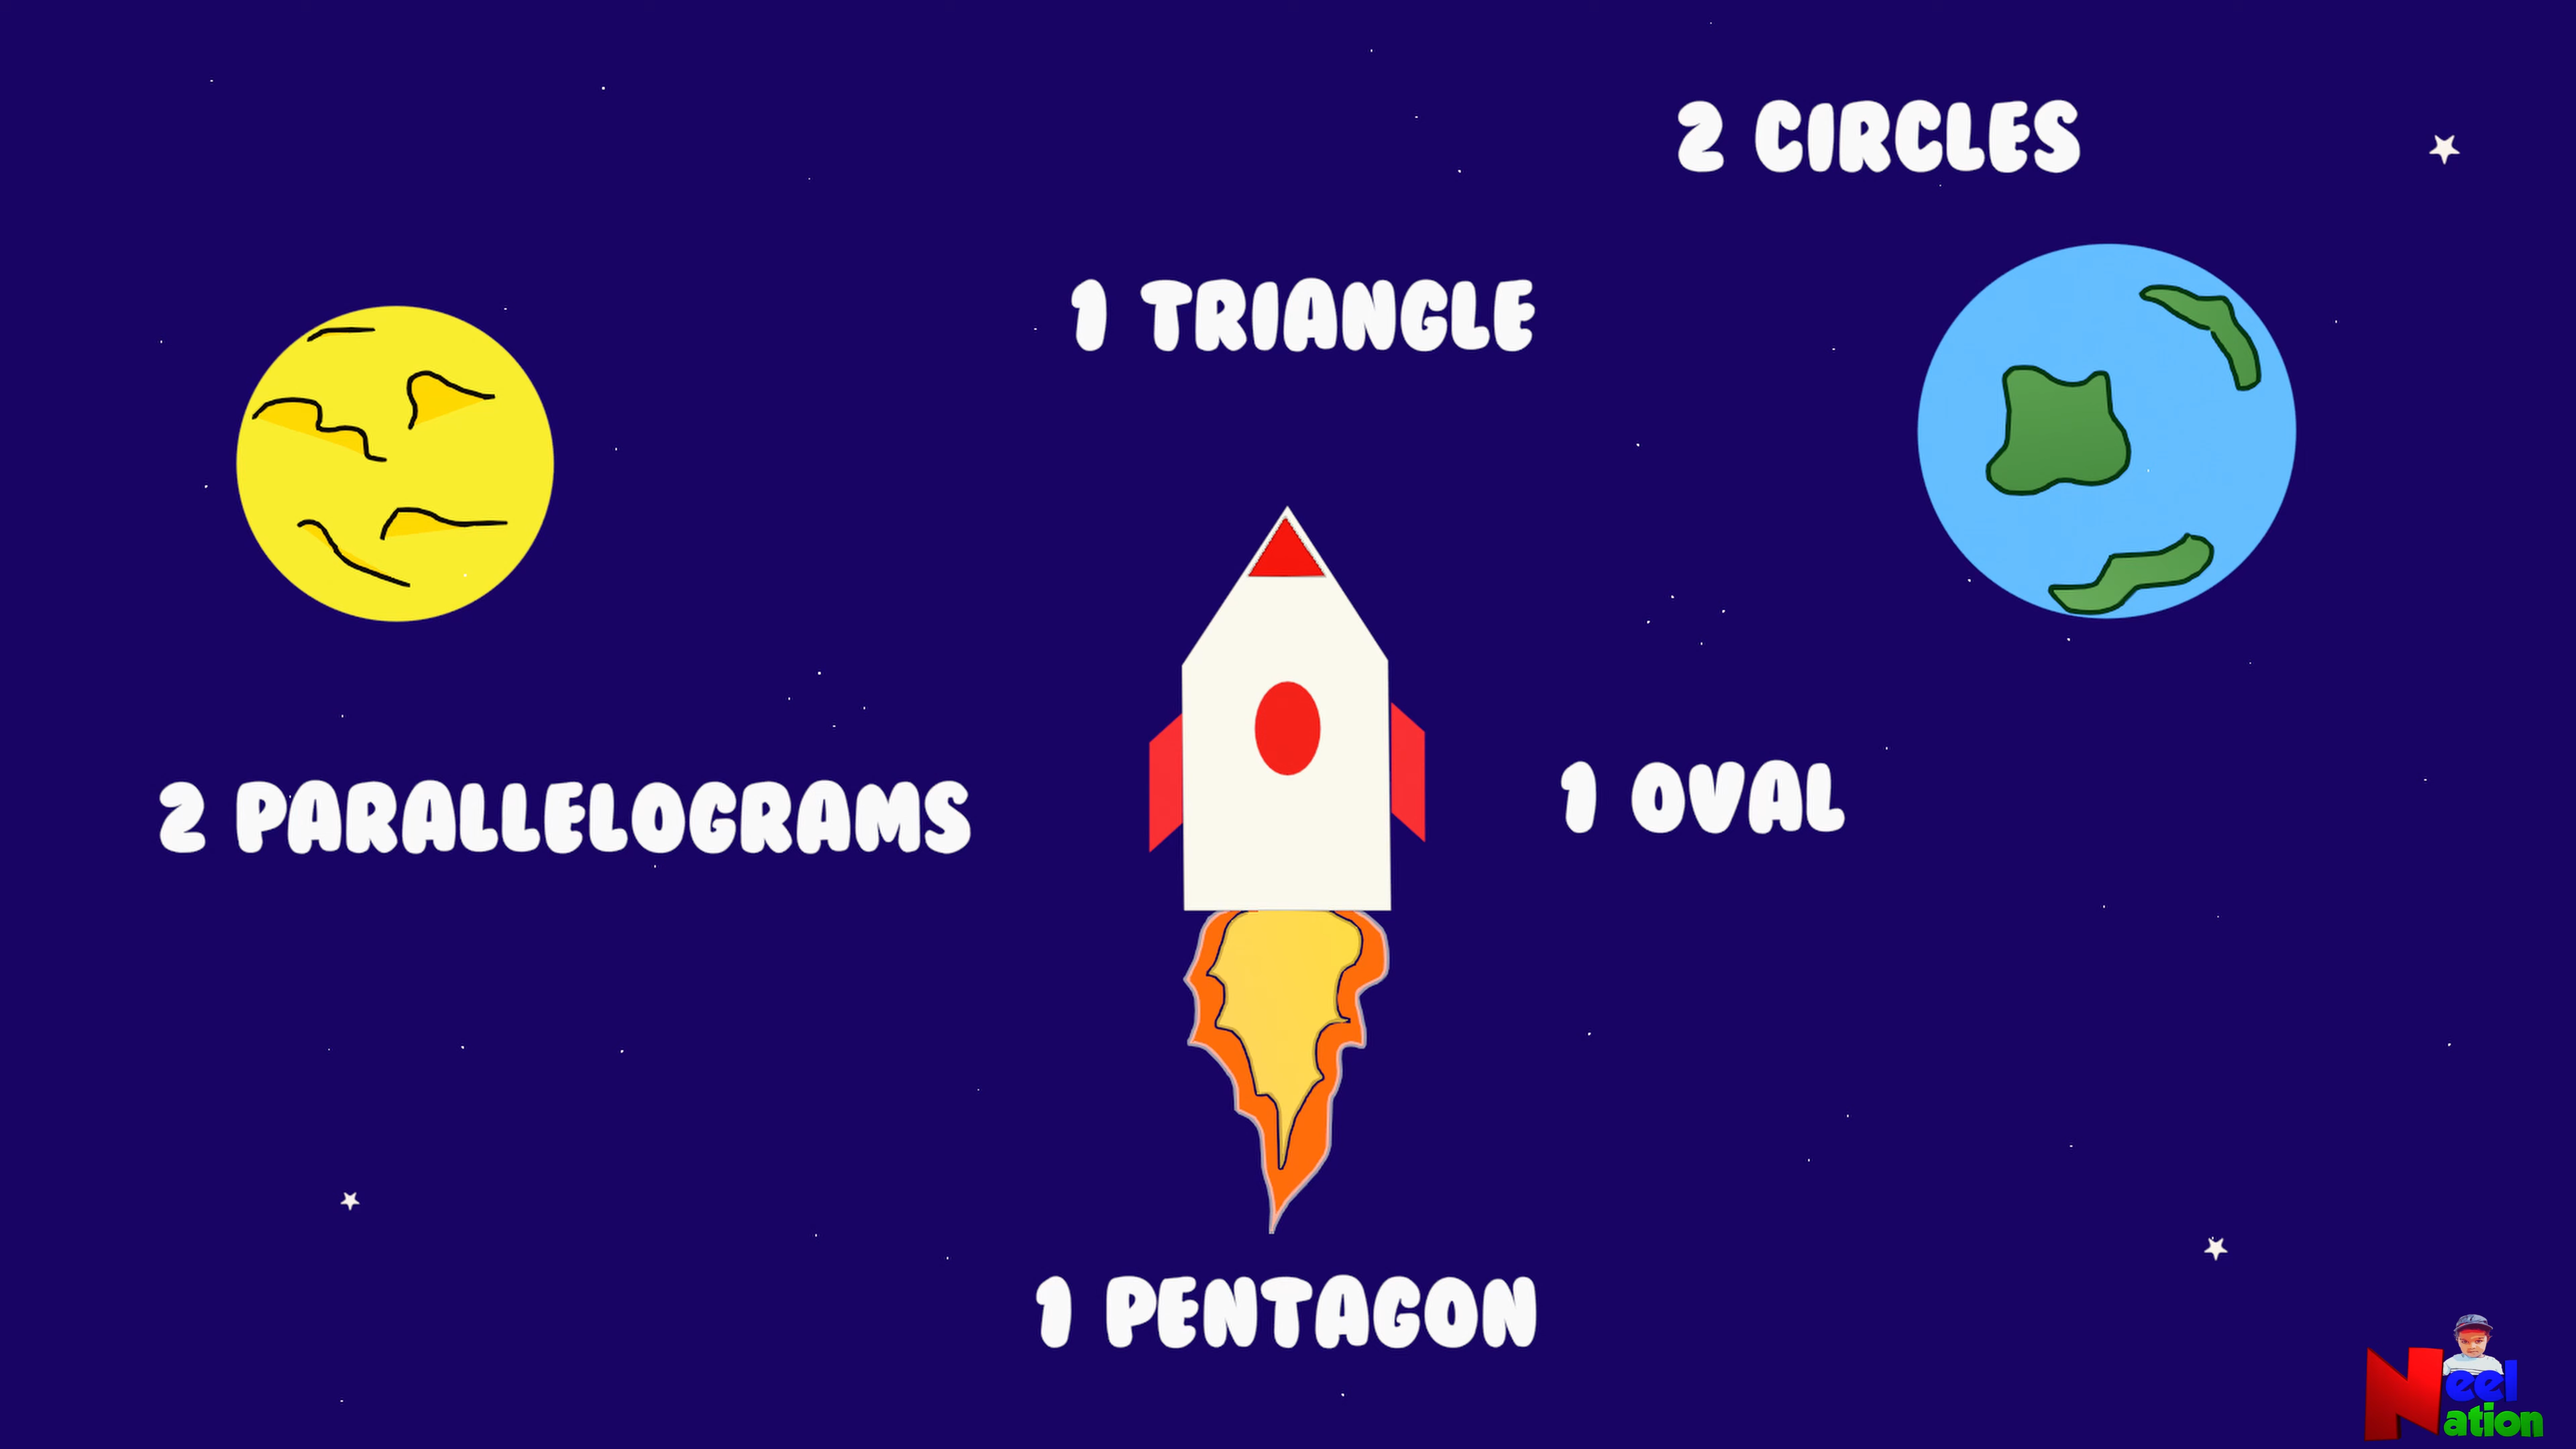 2 CIRCLES
1 TRIANGLE
2 PARALLELOGRAMS
1 OVAL
1 PENTAGON
Neel
Nation